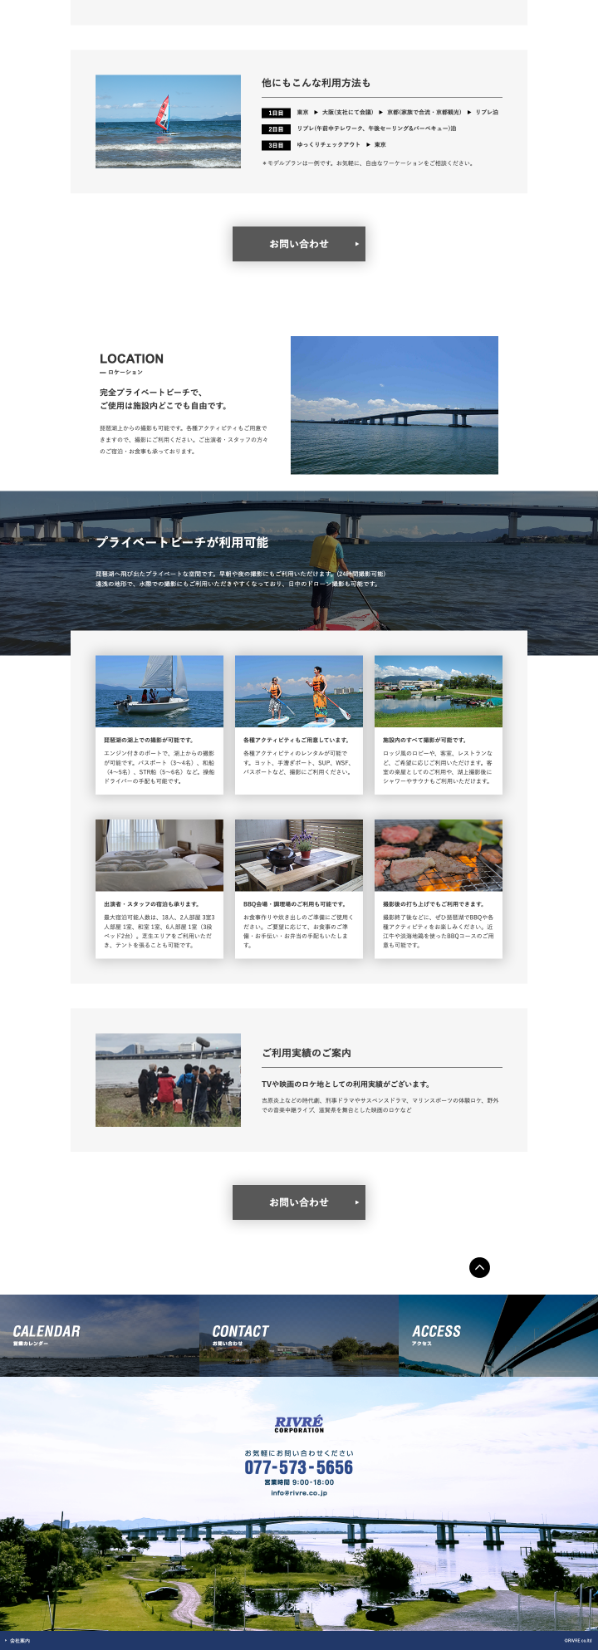 他にもこんな利用方法も
1日目 東京 ▶ 大阪(支社にて会議) ▶ 京都(家族で合流・京都観光) ▶ リブレ泊
2日目 リブレ(午前中テレワーク、午後セーリング&バーベキュー)泊
3日目 ゆっくりチェックアウト ▶ 東京
＊モデルプランは一例です。お気軽に、自由なワーケーションをご相談ください。
お問い合わせ
LOCATION
ロケーション
完全プライベートビーチで、
ご使用は施設内どこでも自由です。
琵琶湖上からの撮影も可能です。各種アクティビティもご用意で
きますので、撮影にご利用ください。ご出演者・スタッフの方々
のご宿泊・お食事も承っております。
プライベートビーチが利用可能
琵琶湖へ飛び出たプライベートな空間です。早朝や夜の撮影にもご利用いただけます。(24時間撮影可能)
遠浅の地形で、水際での撮影にもご利用いただきやすくなっており、日中のドローン撮影も可能です。
琵琶湖の湖上での撮影が可能です。
エンジン付きのボートで、湖上からの撮影
が可能です。バスボート（3〜4名）、和船
（4〜5名）、STR船（5〜6名）など。操船
ドライバーの手配も可能です。
各種アクティビティもご用意しています。
各種アクティビティのレンタルが可能で
す。ヨット、手漕ぎボート、SUP、WSF、
バスボートなど、撮影にご利用ください。
施設内のすべて撮影が可能です。
ロッジ風のロビーや、客室、レストランな
ど、ご希望に応じご利用いただけます。客
室の楽屋としてのご利用や、湖上撮影後に
シャワーやサウナもご利用いただけます。
出演者・スタッフの宿泊も承ります。
最大宿泊可能人数は、18人。2人部屋 3室3
人部屋 1室、和室 1室、6人部屋 1室（3段
ベッド2台）。芝生エリアをご利用いただ
き、テントを張ることも可能です。
BBQ会場・調理場のご利用も可能です。
お食事作りや炊き出しのご準備にご使用く
ださい。ご要望に応じて、お食事のご準
備・お手伝い・お弁当の手配もいたしま
す。
撮影後の打ち上げでもご利用できます。
撮影終了後などに、ぜひ琵琶湖でBBQや各
種アクティビティをお楽しみください。近
江牛や淡海地鶏を使ったBBQコースのご用
意も可能です。
ご利用実績のご案内
TVや映画のロケ地としての利用実績がございます。
吉原炎上などの時代劇、刑事ドラマやサスペンスドラマ、マリンスポーツの体験ロケ、野外
での音楽中継ライブ、滋賀県を舞台とした映画のロケなど
お問い合わせ
CALENDAR
営業カレンダー
CONTACT
お問い合わせ
ACCESS
アクセス
RIVRÉ
CORPORATION
お気軽にお問い合わせください
077-573-5656
営業時間 9:00-18:00
info@rivre.co.jp
会社案内
©RIVRE.co.ltd